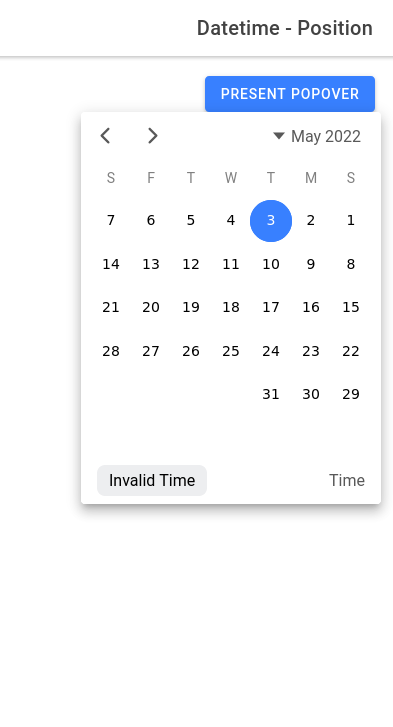 Datetime - Position
PRESENT POPOVER
May 2022
S F T W T M S
7 6 5 4 3 2 1
14 13 12 11 10 9 8
21 20 19 18 17 16 15
28 27 26 25 24 23 22
31 30 29
Invalid Time Time